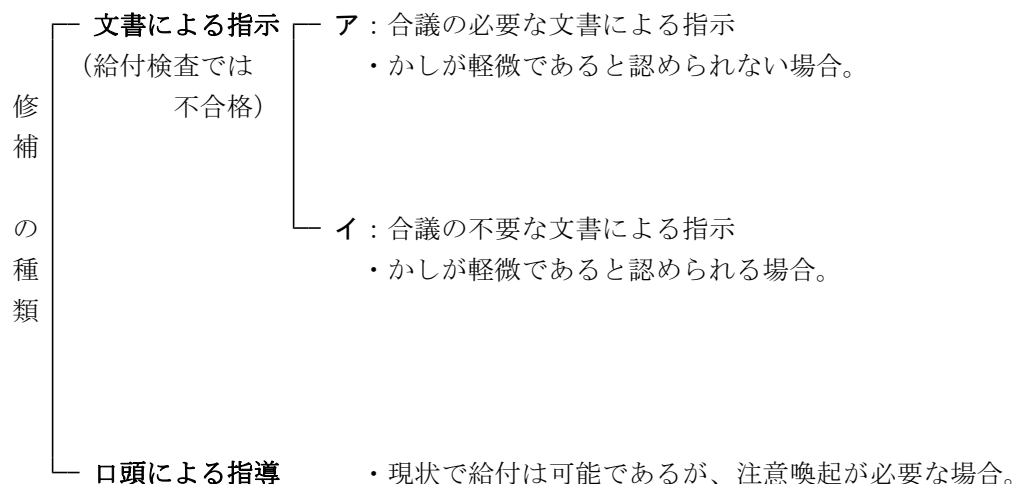 修補の種類
文書による指示
(給付検査では
不合格)
ア：合議の必要な文書による指示
・かしが軽微であると認められない場合。
イ：合議の不要な文書による指示
・かしが軽微であると認められる場合。
口頭による指導
・現状で給付は可能であるが、注意喚起が必要な場合。